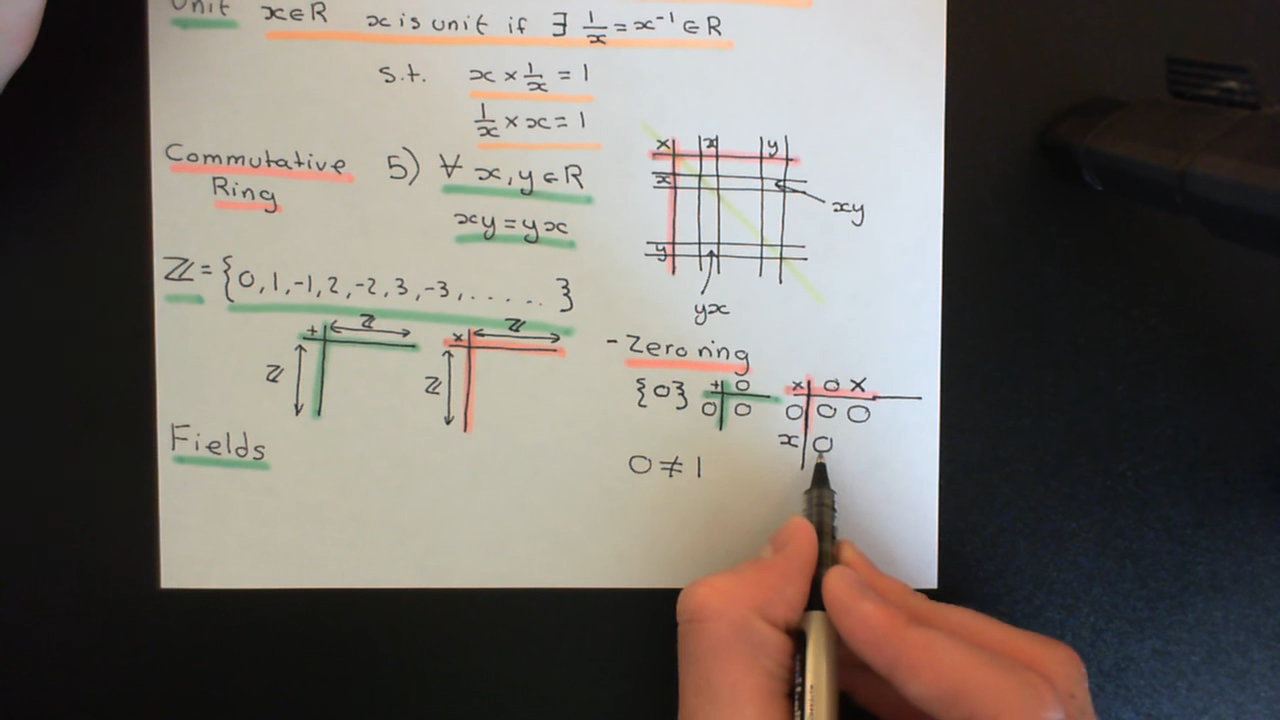 Unit x∈R x is unit if ∃ 1/x = x⁻¹ ∈ R
s.t. x × 1/x = 1
1/x × x = 1
Commutative Ring 5) ∀ x, y ∈ R
xy = yx
× x y
x
y
xy
yx
ℤ = {0, 1, -1, 2, -2, 3, -3, ..... }
+ ℤ
ℤ
× ℤ
ℤ
- Zero ring
{0} + 0
0 0
× 0 x
0 0 0
x 0
Fields
0 ≠ 1